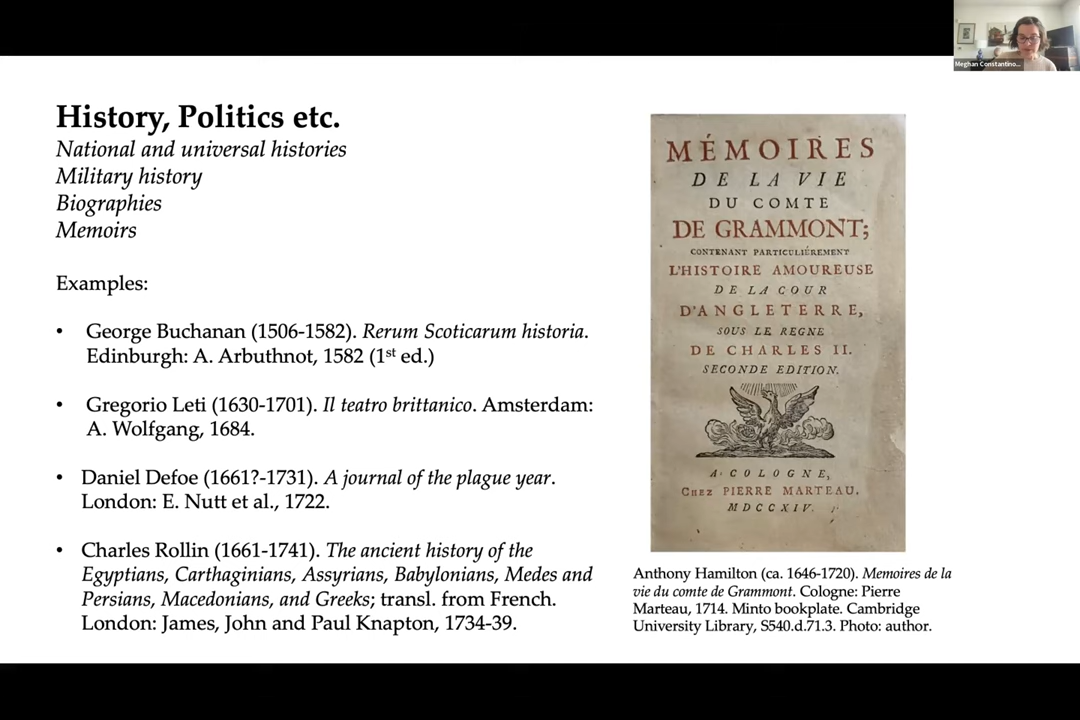 Meghan Constantino...
History, Politics etc.
National and universal histories
Military history
Biographies
Memoirs
Examples:
• George Buchanan (1506-1582). Rerum Scoticarum historia.
Edinburgh: A. Arbuthnot, 1582 (1st ed.)
• Gregorio Leti (1630-1701). Il teatro brittanico. Amsterdam:
A. Wolfgang, 1684.
• Daniel Defoe (1661?-1731). A journal of the plague year.
London: E. Nutt et al., 1722.
• Charles Rollin (1661-1741). The ancient history of the
Egyptians, Carthaginians, Assyrians, Babylonians, Medes and
Persians, Macedonians, and Greeks; transl. from French.
London: James, John and Paul Knapton, 1734-39.
MÉMOIRES
DE LA VIE
DU COMTE
DE GRAMMONT;
CONTENANT PARTICULIÉREMENT
L'HISTOIRE AMOUREUSE
DE LA COUR
D'ANGLETERRE,
SOUS LE REGNE
DE CHARLES II.
SECONDE EDITION.
A COLOGNE,
CHEZ PIERRE MARTEAU.
MDCCXIV.
Anthony Hamilton (ca. 1646-1720). Memoires de la
vie du comte de Grammont. Cologne: Pierre
Marteau, 1714. Minto bookplate. Cambridge
University Library, S540.d.71.3. Photo: author.